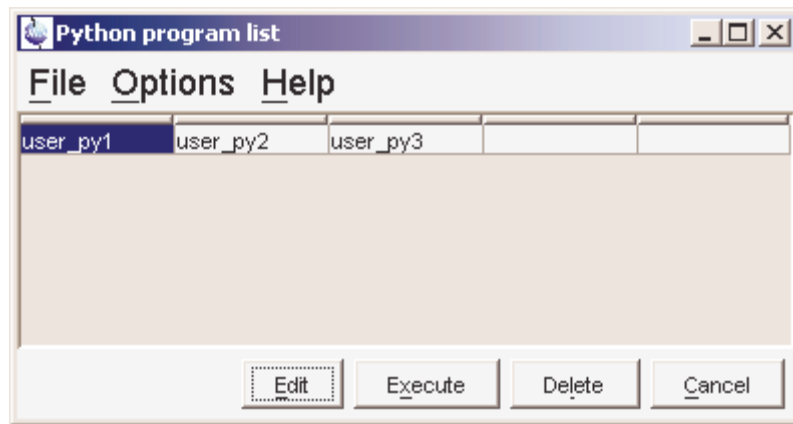 Python program list
File Options Help
user_py1 user_py2 user_py3
Edit Execute Delete Cancel